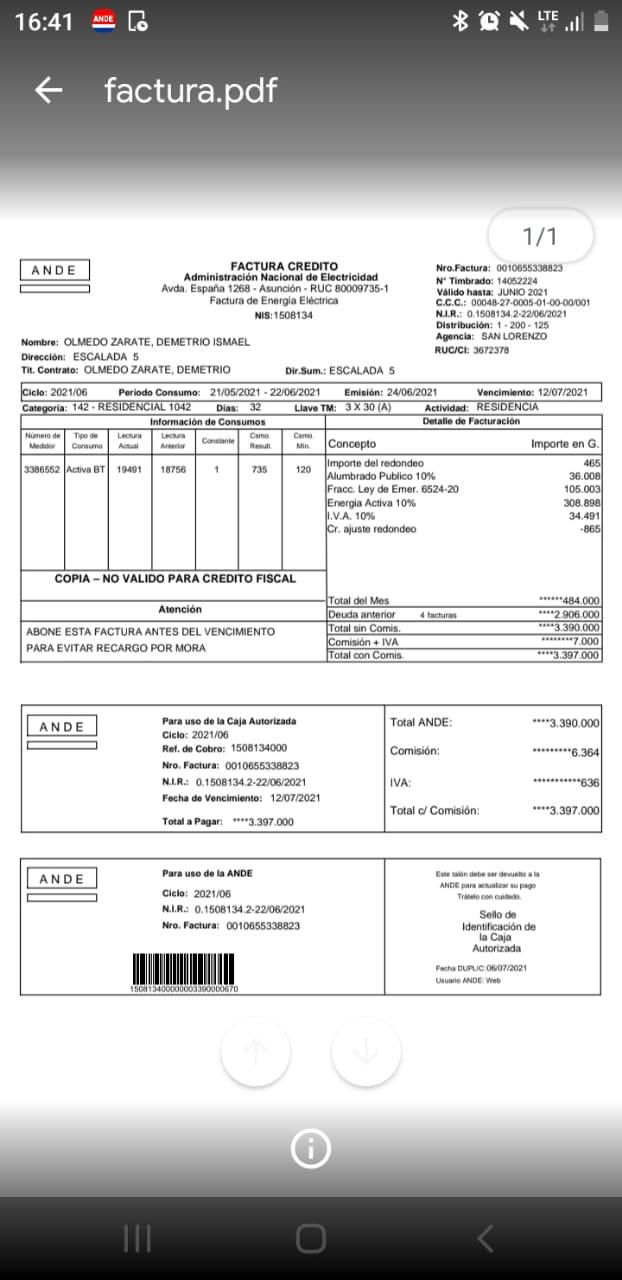 16:41 ANDE LTE
factura.pdf
1/1
ANDE
FACTURA CREDITO
Administración Nacional de Electricidad
Avda. España 1268 - Asunción - RUC 80009735-1
Factura de Energía Eléctrica
NIS:1508134
Nro.Factura: 0010655338823
N° Timbrado: 14052224
Válido hasta: JUNIO 2021
C.C.C.: 00048-27-0005-01-00-00/001
N.I.R.: 0.1508134.2-22/06/2021
Distribución: 1 - 200 - 125
Agencia: SAN LORENZO
RUC/CI: 3672378
Nombre: OLMEDO ZARATE, DEMETRIO ISMAEL
Dirección: ESCALADA 5
Tit. Contrato: OLMEDO ZARATE, DEMETRIO Dir.Sum.: ESCALADA 5
Ciclo: 2021/06 Periodo Consumo: 21/05/2021 - 22/06/2021 Emisión: 24/06/2021 Vencimiento: 12/07/2021
Categoría: 142 - RESIDENCIAL 1042 Días: 32 Llave TM: 3 X 30 (A) Actividad: RESIDENCIA
Información de Consumos
Número de Medidor Tipo de Consumo Lectura Actual Lectura Anterior Constante Csmo. Result. Csmo. Min.
3386552 Activa BT 19491 18756 1 735 120
COPIA – NO VALIDO PARA CREDITO FISCAL
Atención
ABONE ESTA FACTURA ANTES DEL VENCIMIENTO
PARA EVITAR RECARGO POR MORA
Detalle de Facturación
Concepto Importe en G.
Importe del redondeo 465
Alumbrado Publico 10% 36.008
Fracc. Ley de Emer. 6524-20 105.003
Energia Activa 10% 308.898
I.V.A. 10% 34.491
Cr. ajuste redondeo -865
Total del Mes ******484.000
Deuda anterior 4 facturas ****2.906.000
Total sin Comis. ****3.390.000
Comisión + IVA ********7.000
Total con Comis. ****3.397.000
ANDE
Para uso de la Caja Autorizada
Ciclo: 2021/06
Ref. de Cobro: 1508134000
Nro. Factura: 0010655338823
N.I.R.: 0.1508134.2-22/06/2021
Fecha de Vencimiento: 12/07/2021
Total a Pagar: ****3.397.000
Total ANDE: ****3.390.000
Comisión: *********6.364
IVA: ***********636
Total c/ Comisión: ****3.397.000
ANDE
Para uso de la ANDE
Ciclo: 2021/06
N.I.R.: 0.1508134.2-22/06/2021
Nro. Factura: 0010655338823
150813400000003390000670
Este talón debe ser devuelto a la
ANDE para actualizar su pago
Trátelo con cuidado.
Sello de
Identificación de
la Caja
Autorizada
Fecha DUPLIC:06/07/2021
Usuario ANDE: Web